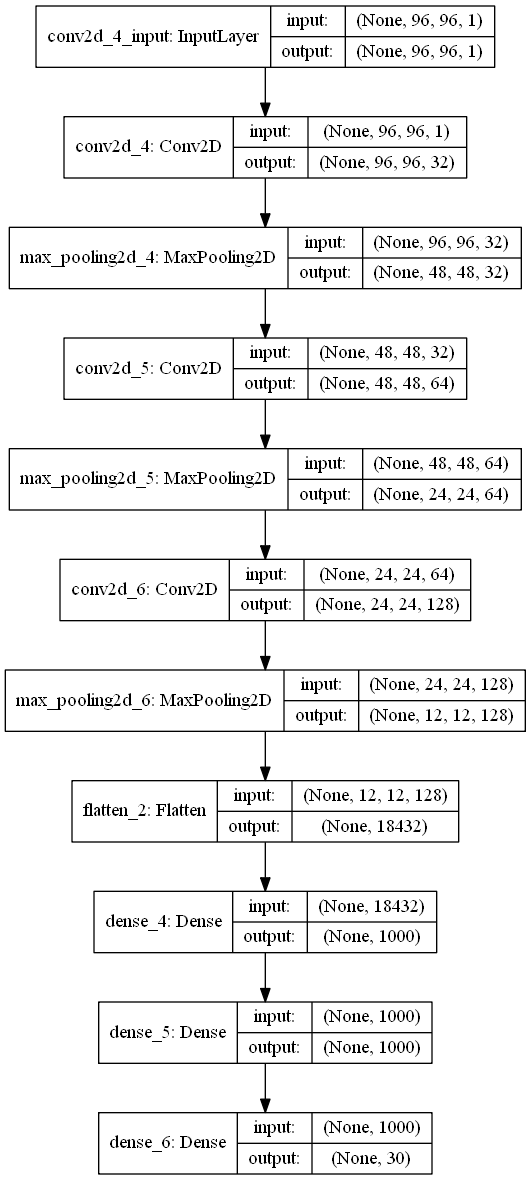 conv2d_4_input: InputLayer
input: (None, 96, 96, 1)
output: (None, 96, 96, 1)
conv2d_4: Conv2D
input: (None, 96, 96, 1)
output: (None, 96, 96, 32)
max_pooling2d_4: MaxPooling2D
input: (None, 96, 96, 32)
output: (None, 48, 48, 32)
conv2d_5: Conv2D
input: (None, 48, 48, 32)
output: (None, 48, 48, 64)
max_pooling2d_5: MaxPooling2D
input: (None, 48, 48, 64)
output: (None, 24, 24, 64)
conv2d_6: Conv2D
input: (None, 24, 24, 64)
output: (None, 24, 24, 128)
max_pooling2d_6: MaxPooling2D
input: (None, 24, 24, 128)
output: (None, 12, 12, 128)
flatten_2: Flatten
input: (None, 12, 12, 128)
output: (None, 18432)
dense_4: Dense
input: (None, 18432)
output: (None, 1000)
dense_5: Dense
input: (None, 1000)
output: (None, 1000)
dense_6: Dense
input: (None, 1000)
output: (None, 30)